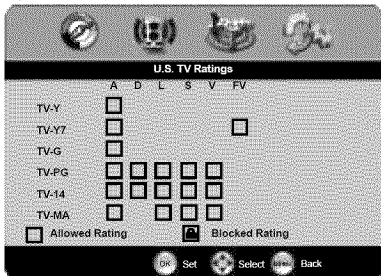 U.S. TV Ratings
A D L S V FV
TV-Y
TV-Y7
TV-G
TV-PG
TV-14
TV-MA
Allowed Rating Blocked Rating
OK Set Select MENU Back